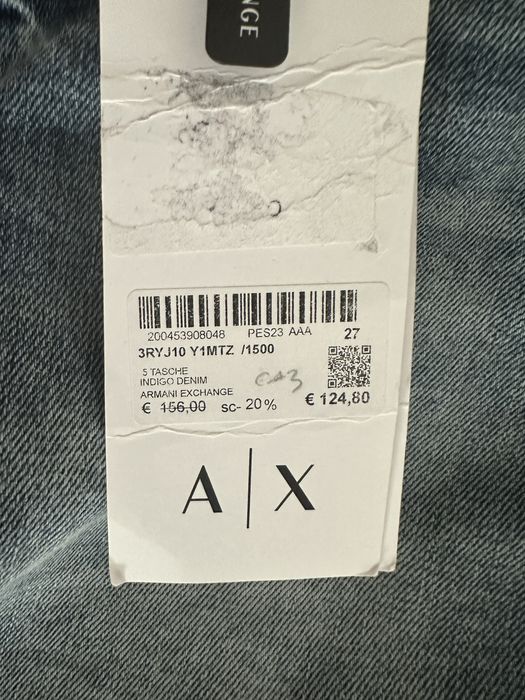 NGE
200453908048 PES23 AAA 27
3RYJ10 Y1MTZ /1500
5 TASCHE
INDIGO DENIM
ARMANI EXCHANGE
€ 156,00 SC- 20% € 124,80
A|X